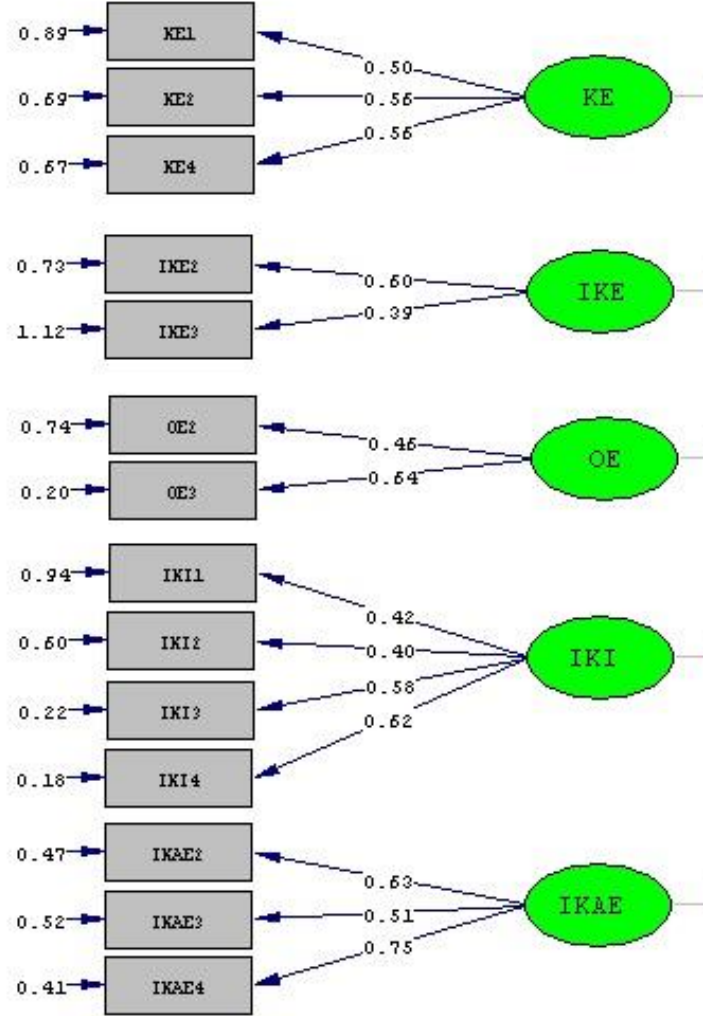 0.89 KE1
0.50
0.69 KE2 0.56 KE
0.56
0.67 KE4
0.73 IKE2
0.60
IKE
0.39
1.12 IKE3
0.74 OE2
0.46
OE
0.64
0.20 OE3
0.94 IKI1
0.42
0.60 IKI2 0.40
IKI
0.58
0.22 IKI3
0.62
0.18 IKI4
0.47 IKAE2
0.63
0.52 IKAE3 0.51 IKAE
0.75
0.41 IKAE4